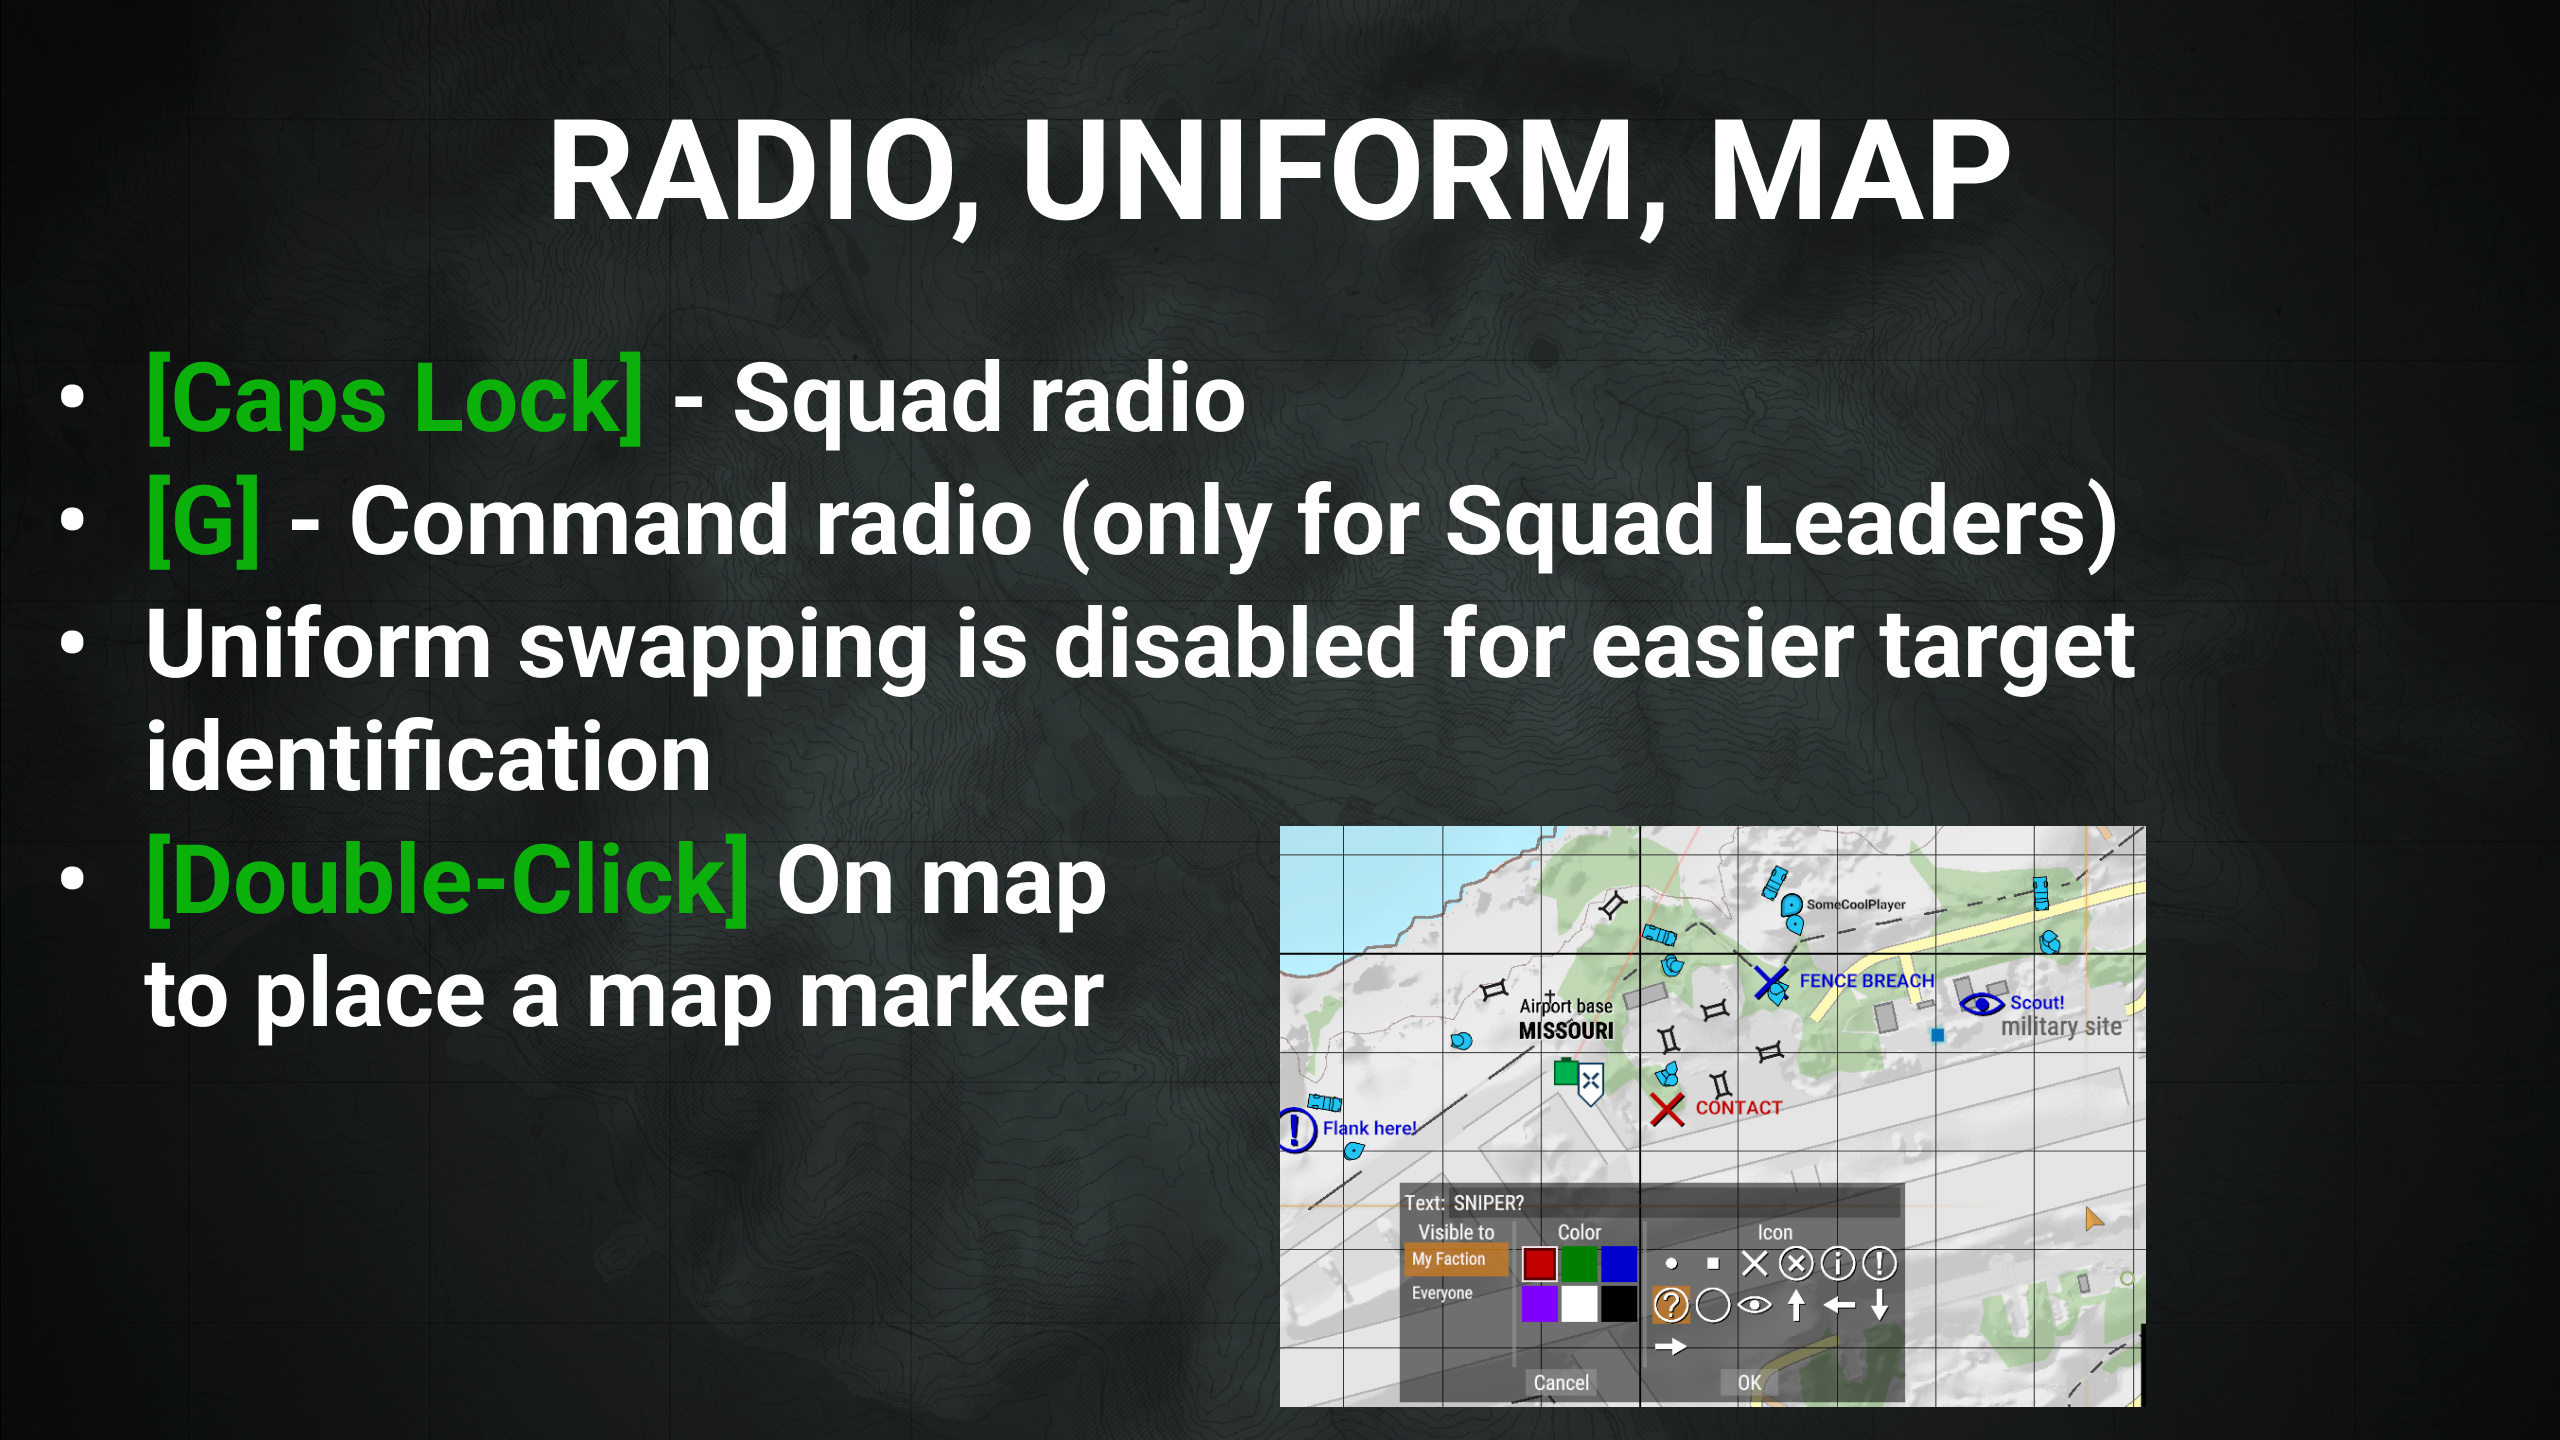 RADIO, UNIFORM, MAP
• [Caps Lock] - Squad radio
• [G] - Command radio (only for Squad Leaders)
• Uniform swapping is disabled for easier target
identification
• [Double-Click] On map
to place a map marker
SomeCoolPlayer
FENCE BREACH
Scout!
military site
Airport base
MISSOURI
CONTACT
Flank here!
Text: SNIPER?
Visible to Color Icon
My Faction
Everyone
Cancel OK